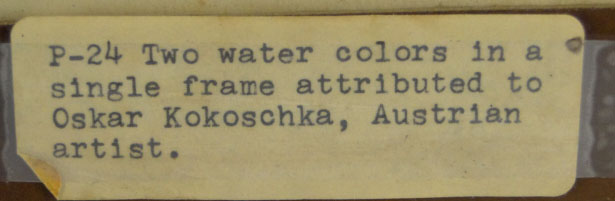 P-24 Two water colors in a
single frame attributed to
Oskar Kokoschka, Austrian
artist.